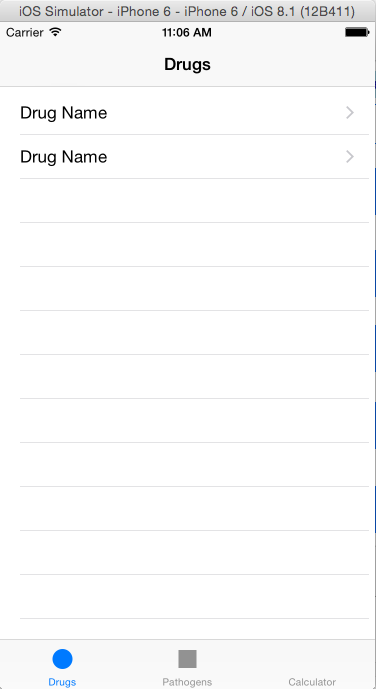 iOS Simulator - iPhone 6 - iPhone 6 / iOS 8.1 (12B411)
Carrier 11:06 AM
Drugs
Drug Name
Drug Name
Drugs Pathogens Calculator